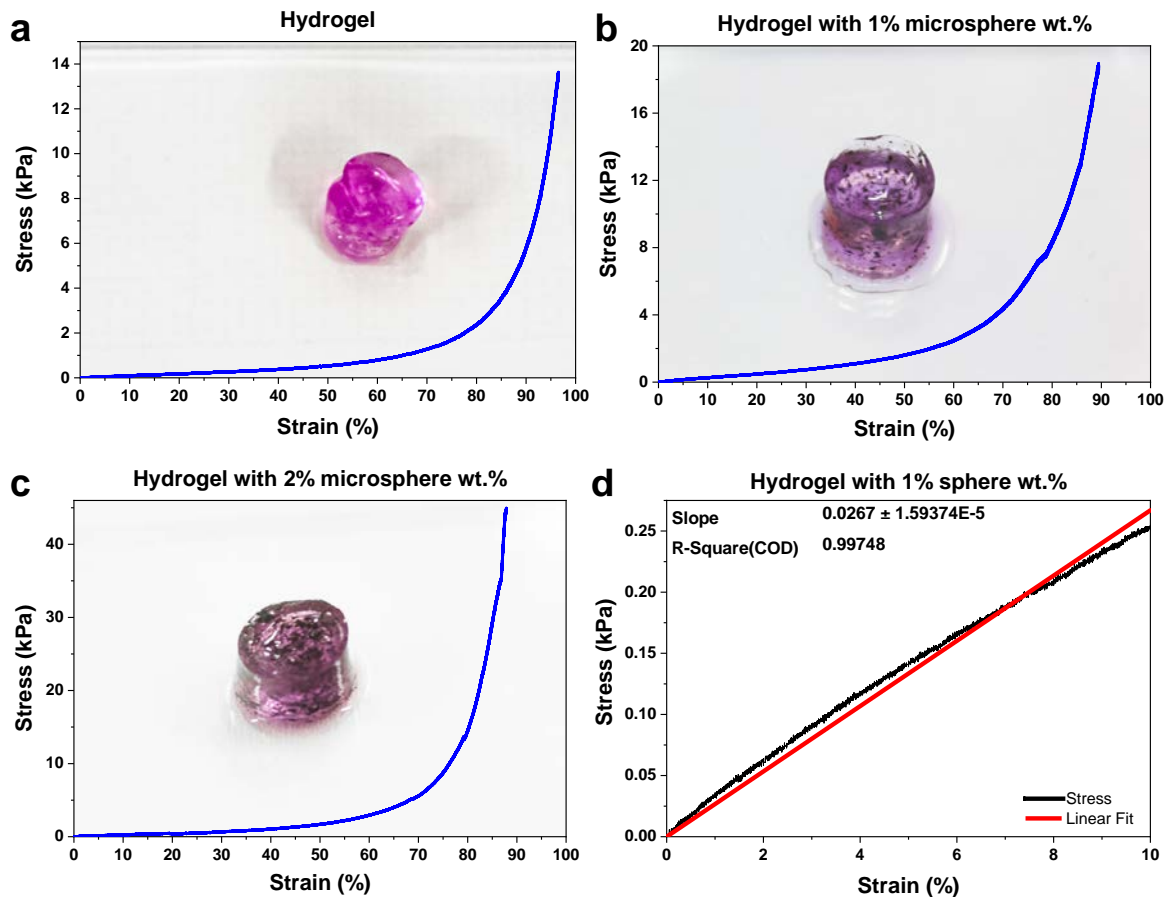 a
Hydrogel
Stress (kPa)
14
12
10
8
6
4
2
0
0 10 20 30 40 50 60 70 80 90 100
Strain (%)
b
Hydrogel with 1% microsphere wt.%
Stress (kPa)
20
16
12
8
4
0
0 10 20 30 40 50 60 70 80 90 100
Strain (%)
c
Hydrogel with 2% microsphere wt.%
Stress (kPa)
40
30
20
10
0
0 10 20 30 40 50 60 70 80 90 100
Strain (%)
d
Hydrogel with 1% sphere wt.%
Slope 0.0267 ± 1.59374E-5
R-Square(COD) 0.99748
Stress (kPa)
0.25
0.20
0.15
0.10
0.05
0.00
0 2 4 6 8 10
Stress
Linear Fit
Strain (%)